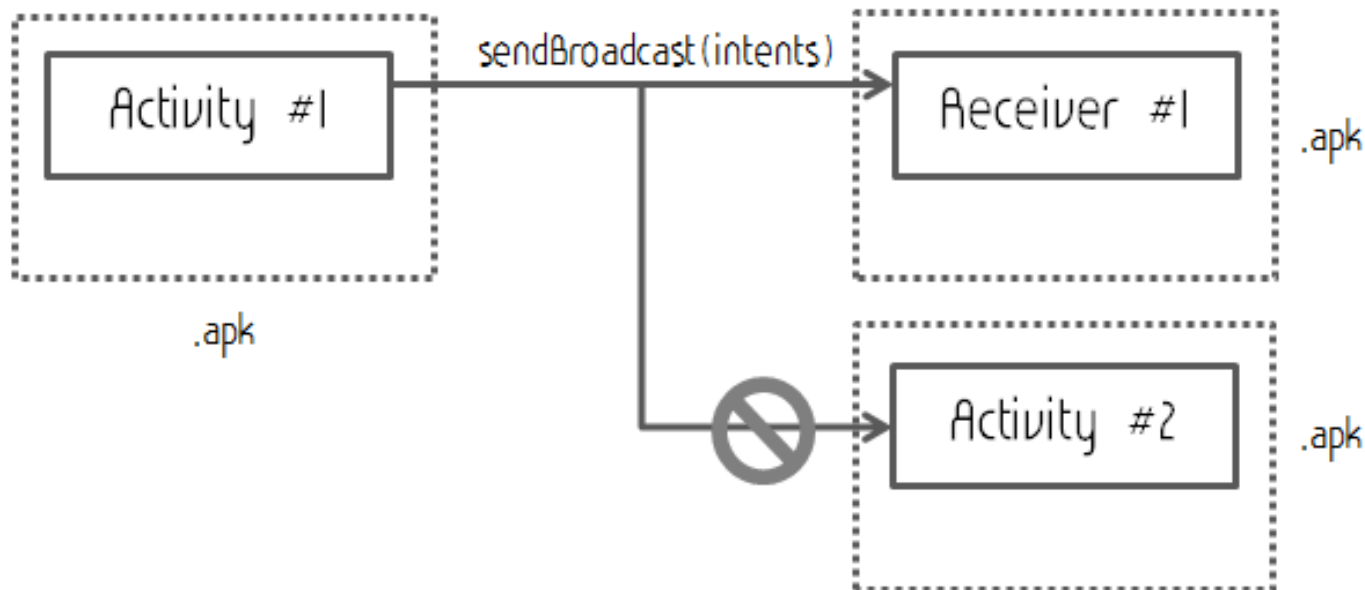 sendBroadcast(intents)
Activity #1
Receiver #1
.apk
.apk
Activity #2
.apk